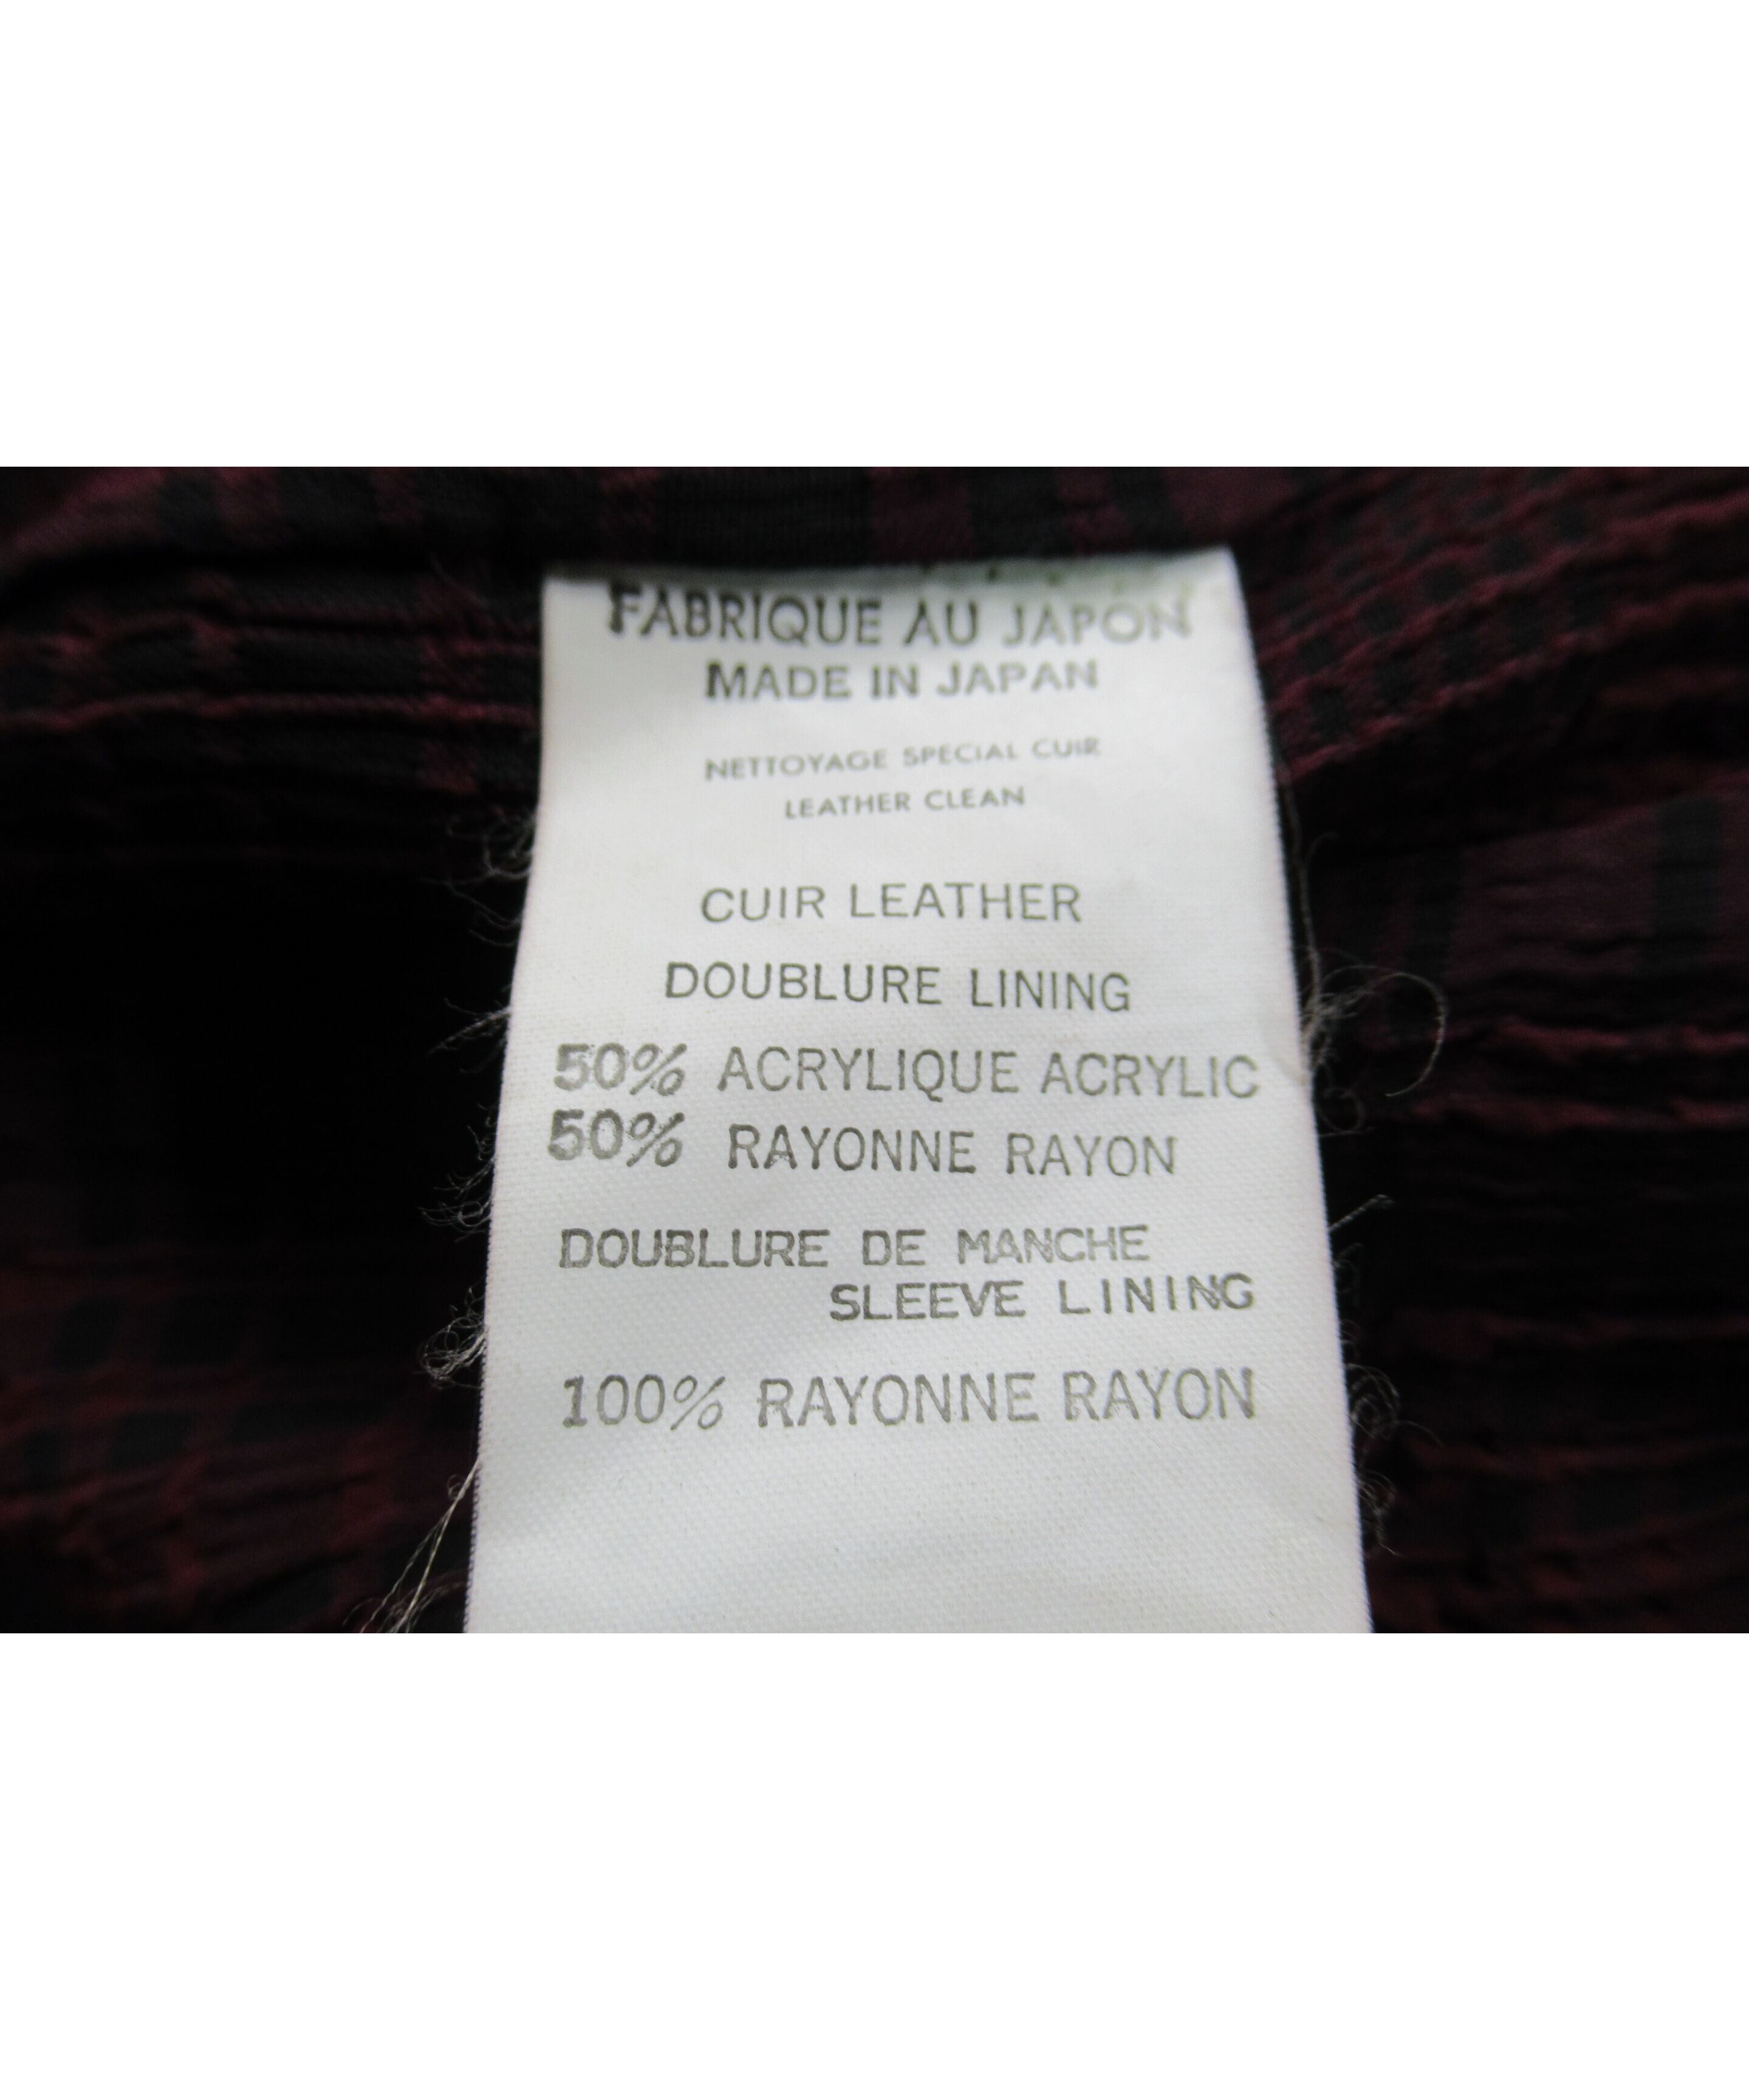 FABRIQUE AU JAPON
MADE IN JAPAN
NETTOYAGE SPECIAL CUIR
LEATHER CLEAN
CUIR LEATHER
DOUBLURE LINING
50% ACRYLIQUE ACRYLIC
50% RAYONNE RAYON
DOUBLURE DE MANCHE
SLEEVE LINING
100% RAYONNE RAYON